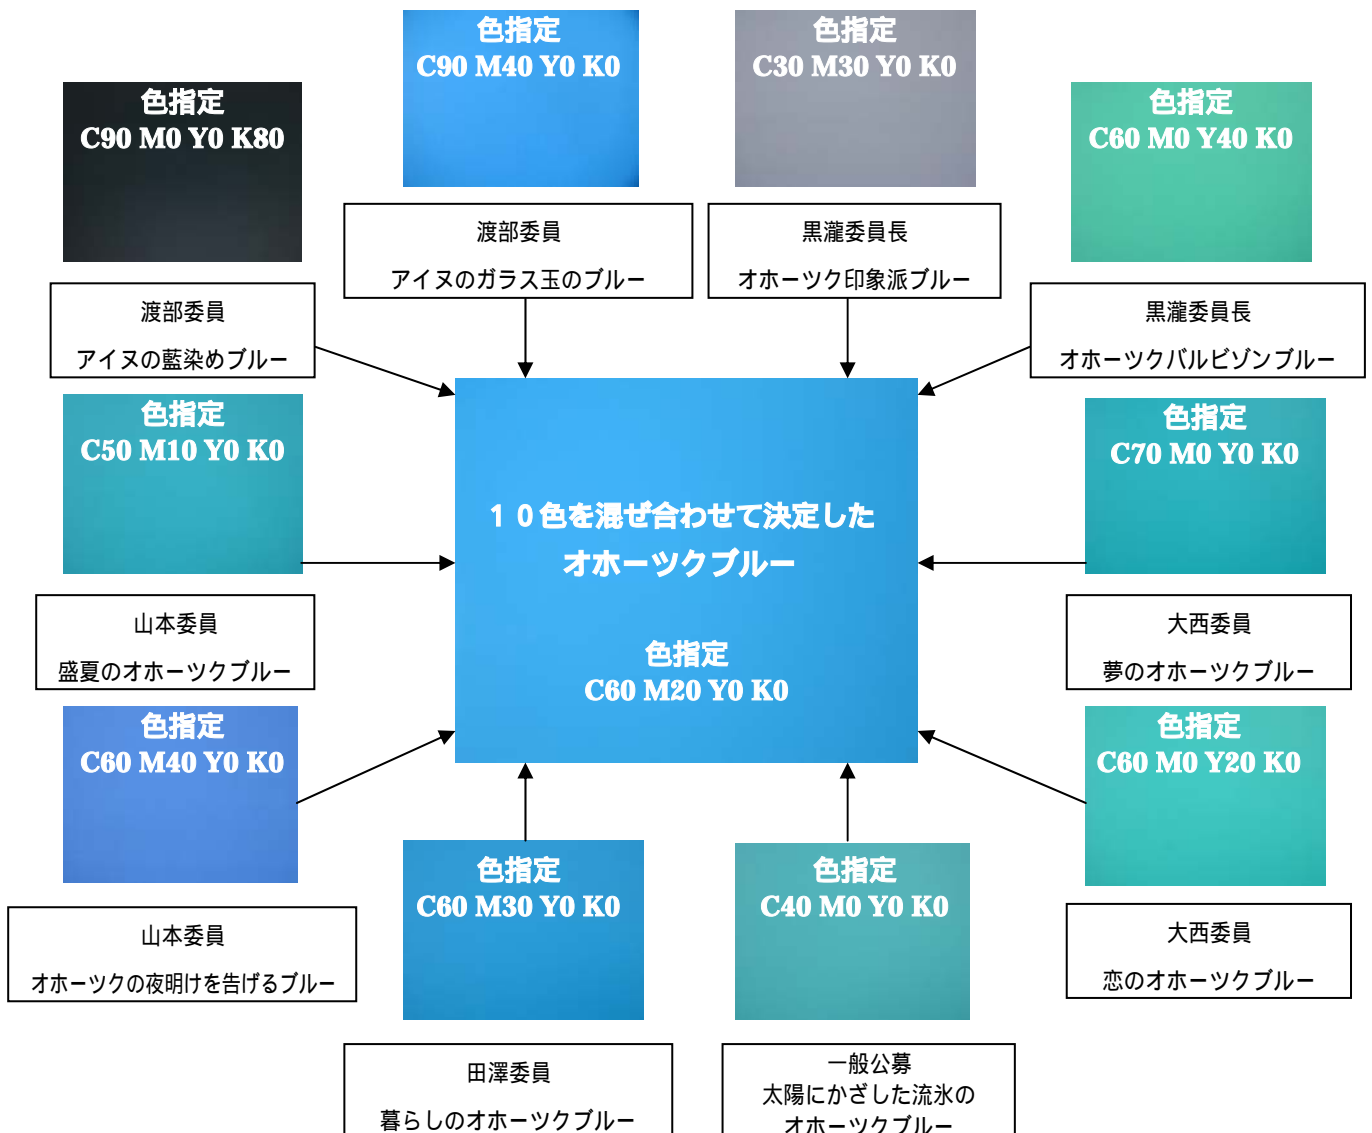 色指定
C90 M40 Y0 K0
色指定
C30 M30 Y0 K0
色指定
C90 M0 Y0 K80
色指定
C60 M0 Y40 K0
渡部委員
アイヌのガラス玉のブルー
黒瀧委員長
オホーツク印象派ブルー
渡部委員
アイヌの藍染めブルー
黒瀧委員長
オホーツクバルビゾンブルー
色指定
C50 M10 Y0 K0
色指定
C70 M0 Y0 K0
10色を混ぜ合わせて決定した
オホーツクブルー
色指定
C60 M20 Y0 K0
山本委員
盛夏のオホーツクブルー
大西委員
夢のオホーツクブルー
色指定
C60 M40 Y0 K0
色指定
C60 M0 Y20 K0
色指定
C60 M30 Y0 K0
色指定
C40 M0 Y0 K0
山本委員
オホーツクの夜明けを告げるブルー
大西委員
恋のオホーツクブルー
田澤委員
暮らしのオホーツクブルー
一般公募
太陽にかざした流氷の
オホーツクブルー